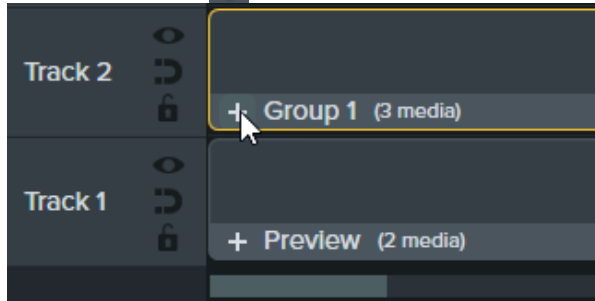 Track 2
+ Group 1 (3 media)
Track 1
+ Preview (2 media)